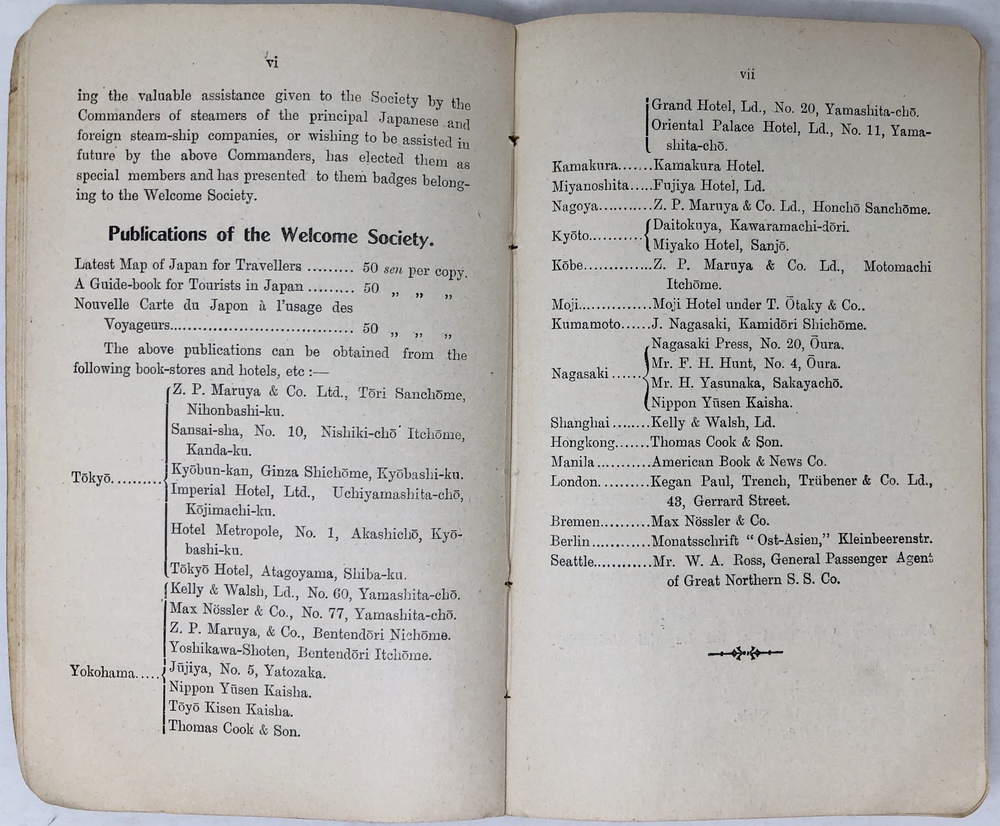 vi
ing the valuable assistance given to the Society by the
Commanders of steamers of the principal Japanese and
foreign steam-ship companies, or wishing to be assisted in
future by the above Commanders, has elected them as
special members and has presented to them badges belong-
ing to the Welcome Society.
Publications of the Welcome Society.
Latest Map of Japan for Travellers ......... 50 sen per copy.
A Guide-book for Tourists in Japan ......... 50 „ „ „
Nouvelle Carte du Japon à l'usage des
Voyageurs.................................. 50 „ „ „
The above publications can be obtained from the
following book-stores and hotels, etc :—
Z. P. Maruya & Co. Ltd., Tōri Sanchōme,
Nihonbashi-ku.
Sansai-sha, No. 10, Nishiki-chō Itchōme,
Kanda-ku.
Tōkyō..........Kyōbun-kan, Ginza Shichōme, Kyōbashi-ku.
Imperial Hotel, Ltd., Uchiyamashita-chō,
Kōjimachi-ku.
Hotel Metropole, No. 1, Akashichō, Kyō-
bashi-ku.
Tōkyō Hotel, Atagoyama, Shiba-ku.
Kelly & Walsh, Ld., No. 60, Yamashita-chō.
Max Nössler & Co., No. 77, Yamashita-chō.
Z. P. Maruya, & Co., Bentendōri Nichōme.
Yoshikawa-Shoten, Bentendōri Itchōme.
Yokohama.....Jūjiya, No. 5, Yatozaka.
Nippon Yūsen Kaisha.
Tōyō Kisen Kaisha.
Thomas Cook & Son.
vii
Grand Hotel, Ld., No. 20, Yamashita-chō.
Oriental Palace Hotel, Ld., No. 11, Yama-
shita-chō.
Kamakura......Kamakura Hotel.
Miyanoshita.....Fujiya Hotel, Ld.
Nagoya...........Z. P. Maruya & Co. Ld., Honchō Sanchōme.
Kyōto..........Daitokuya, Kawaramachi-dōri.
Miyako Hotel, Sanjō.
Kōbe.............Z. P. Maruya & Co. Ld., Motomachi
Itchōme.
Moji..............Moji Hotel under T. Ōtaky & Co..
Kumamoto......J. Nagasaki, Kamidōri Shichōme.
Nagasaki Press, No. 20, Ōura.
Mr. F. H. Hunt, No. 4, Ōura.
Nagasaki......Mr. H. Yasunaka, Sakayachō.
Nippon Yūsen Kaisha.
Shanghai........Kelly & Walsh, Ld.
Hongkong.......Thomas Cook & Son.
Manila...........American Book & News Co.
London..........Kegan Paul, Trench, Trübener & Co. Ld.,
43, Gerrard Street.
Bremen..........Max Nössler & Co.
Berlin............Monatsschrift "Ost-Asien," Kleinbeerenstr.
Seattle............Mr. W. A. Ross, General Passenger Agent
of Great Northern S. S. Co.